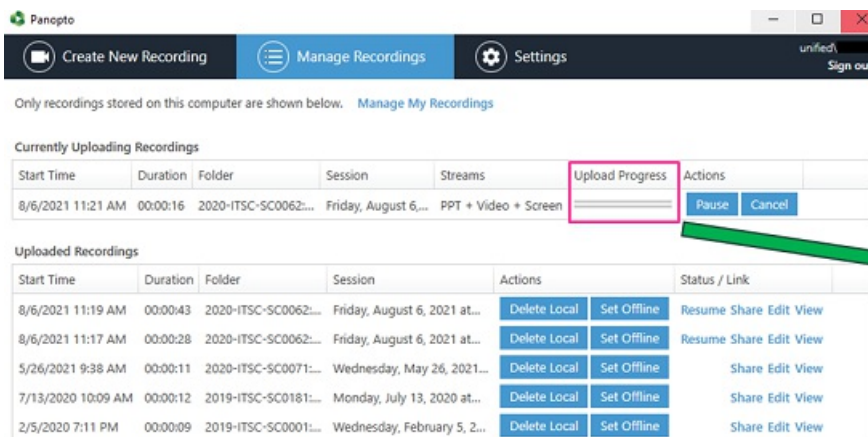 Panopto
Create New Recording Manage Recordings Settings unified\
Sign ou
Only recordings stored on this computer are shown below. Manage My Recordings
Currently Uploading Recordings
Start Time Duration Folder Session Streams Upload Progress Actions
8/6/2021 11:21 AM 00:00:16 2020-ITSC-SC0062:... Friday, August 6,... PPT + Video + Screen Pause Cancel
Uploaded Recordings
Start Time Duration Folder Session Actions Status / Link
8/6/2021 11:19 AM 00:00:43 2020-ITSC-SC0062:... Friday, August 6, 2021 at... Delete Local Set Offline Resume Share Edit View
8/6/2021 11:17 AM 00:00:28 2020-ITSC-SC0062:... Friday, August 6, 2021 at... Delete Local Set Offline Resume Share Edit View
5/26/2021 9:38 AM 00:00:11 2020-ITSC-SC0071:... Wednesday, May 26, 2021... Delete Local Set Offline Share Edit View
7/13/2020 10:09 AM 00:00:12 2019-ITSC-SC0181:... Monday, July 13, 2020 at... Delete Local Set Offline Share Edit View
2/5/2020 7:11 PM 00:00:09 2019-ITSC-SC0001:... Wednesday, February 5, 2... Delete Local Set Offline Share Edit View